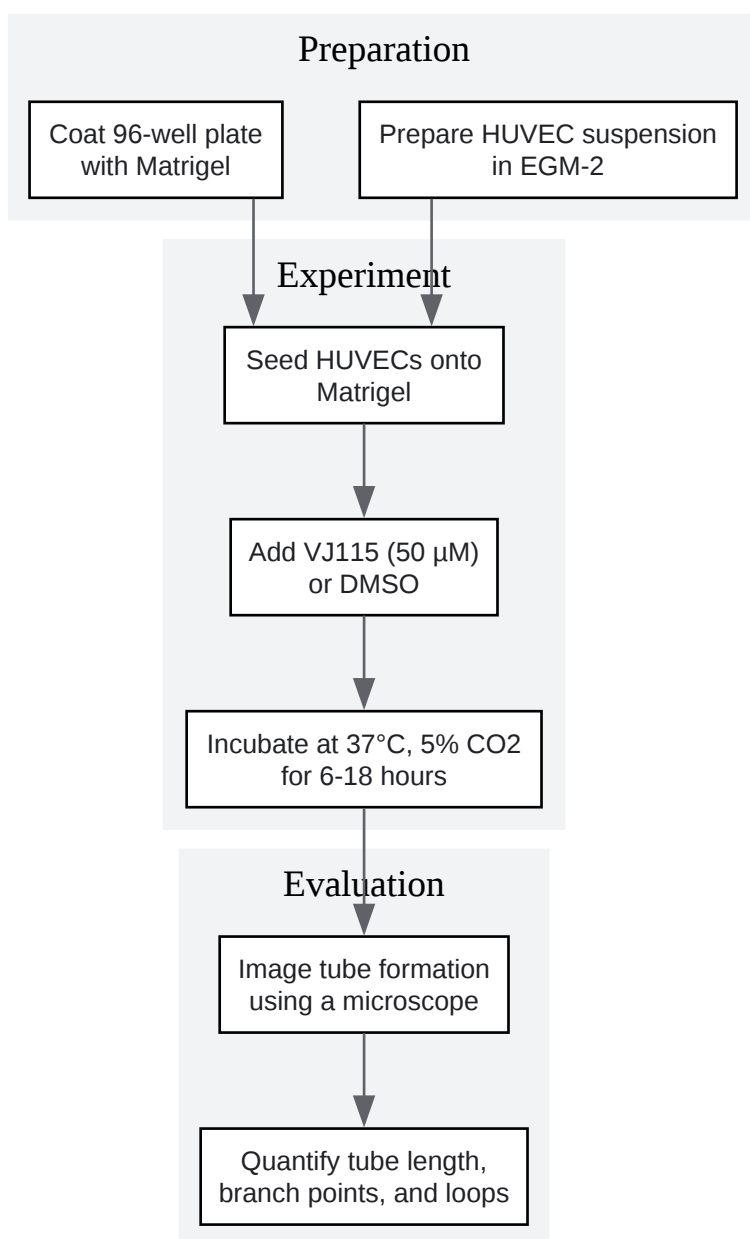 Preparation
Coat 96-well plate
with Matrigel
Prepare HUVEC suspension
in EGM-2
Experiment
Seed HUVECs onto
Matrigel
Add VJ115 (50 µM)
or DMSO
Incubate at 37°C, 5% CO2
for 6-18 hours
Evaluation
Image tube formation
using a microscope
Quantify tube length,
branch points, and loops